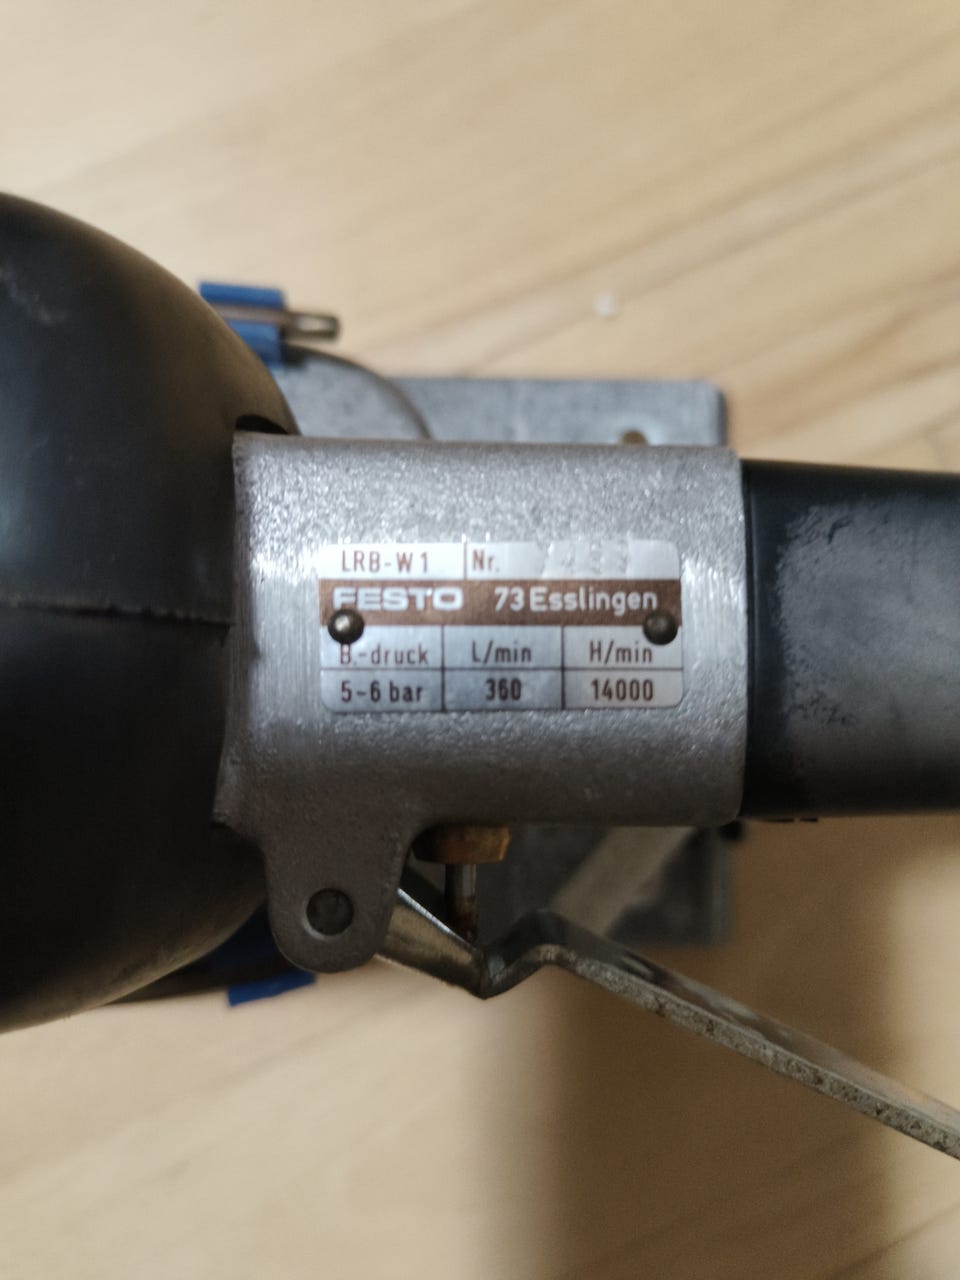 LRB-W1 Nr.
FESTO 73 Esslingen
B.-druck L/min H/min
5-6 bar 360 14000